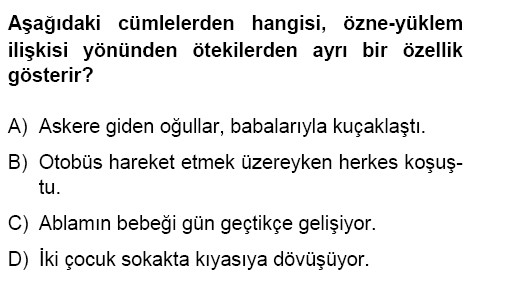 Aşağıdaki cümlelerden hangisi, özne-yüklem
ilişkisi yönünden ötekilerden ayrı bir özellik
gösterir?
A) Askere giden oğullar, babalarıyla kuçaklaştı.
B) Otobüs hareket etmek üzereyken herkes koşuş-
tu.
C) Ablamın bebeği gün geçtikçe gelişiyor.
D) İki çocuk sokakta kıyasıya dövüşüyor.